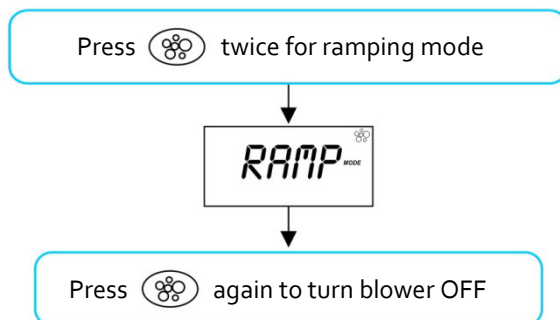 Press twice for ramping mode
RAMP MODE
Press again to turn blower OFF